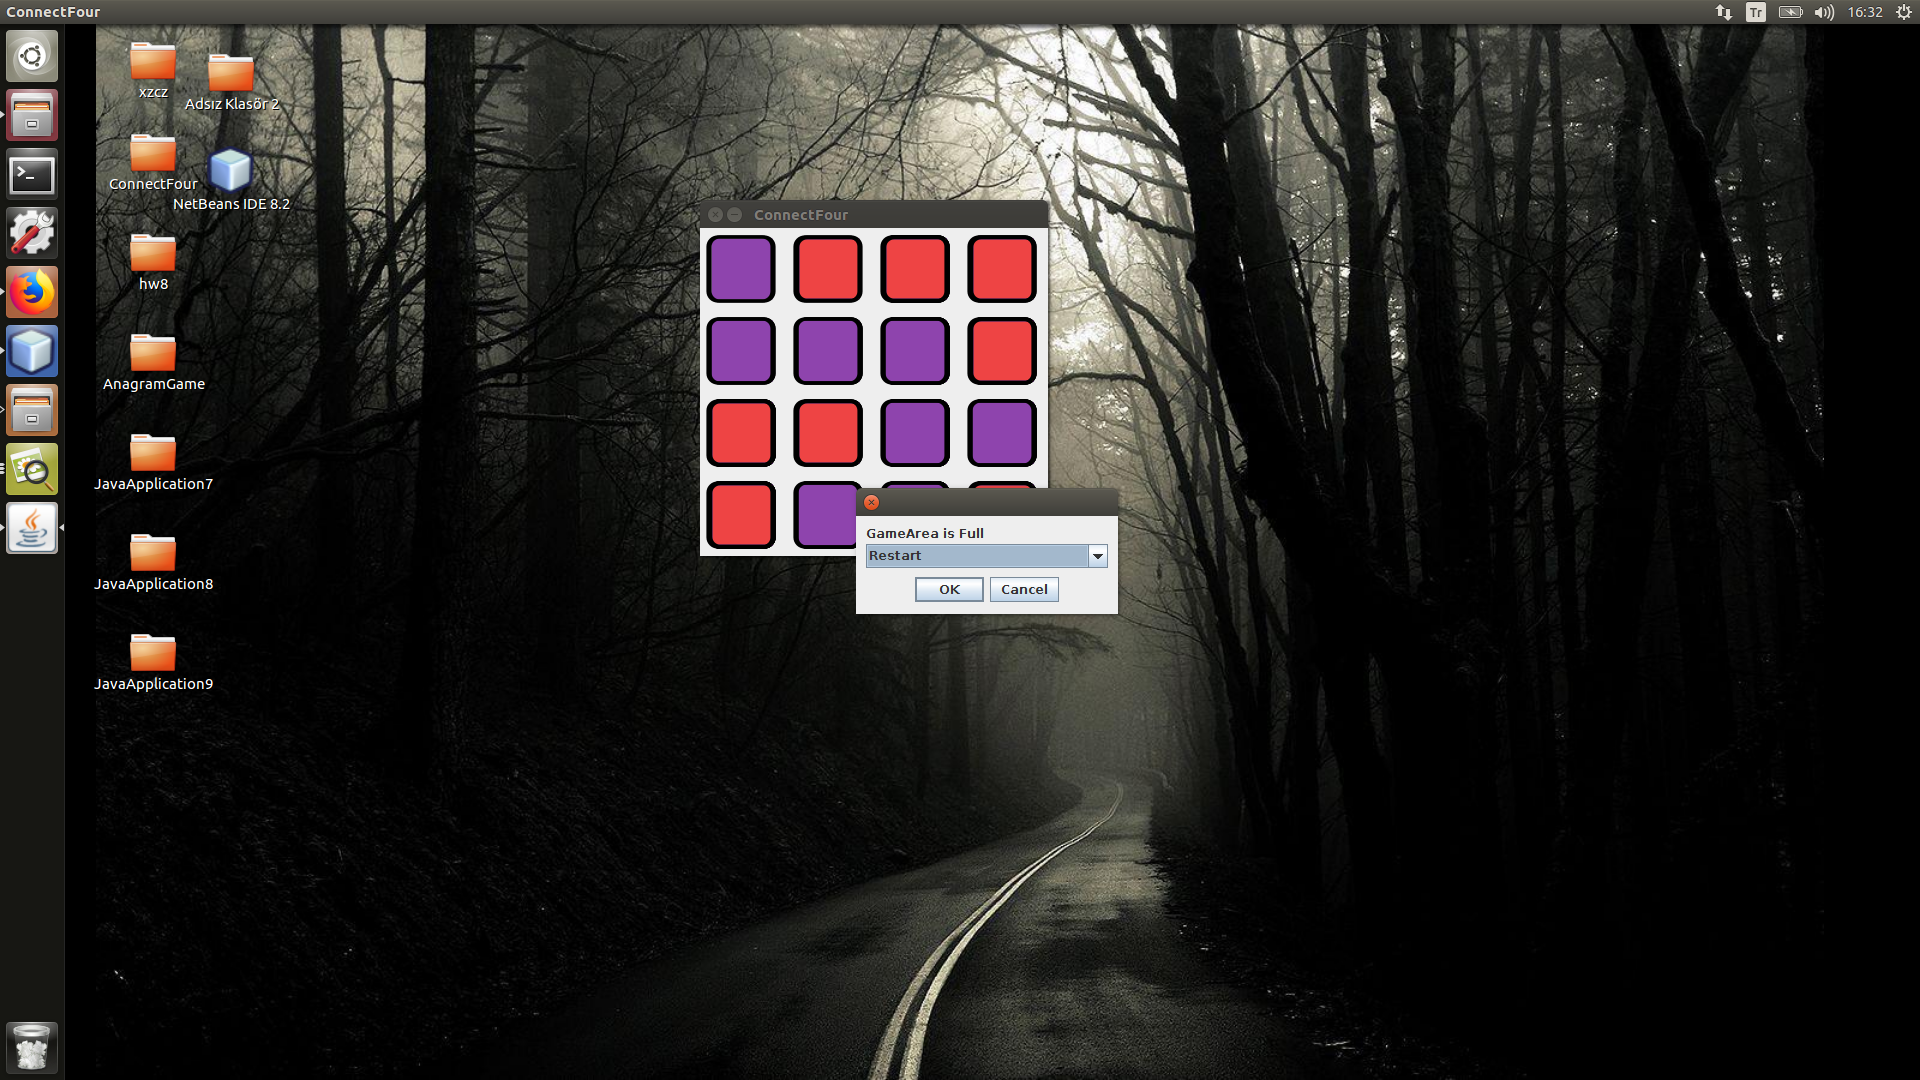 ConnectFour
Tr
16:32
xzcz
Adsız Klasör 2
ConnectFour
NetBeans IDE 8.2
hw8
AnagramGame
JavaApplication7
JavaApplication8
JavaApplication9
ConnectFour
GameArea is Full
Restart
OK
Cancel